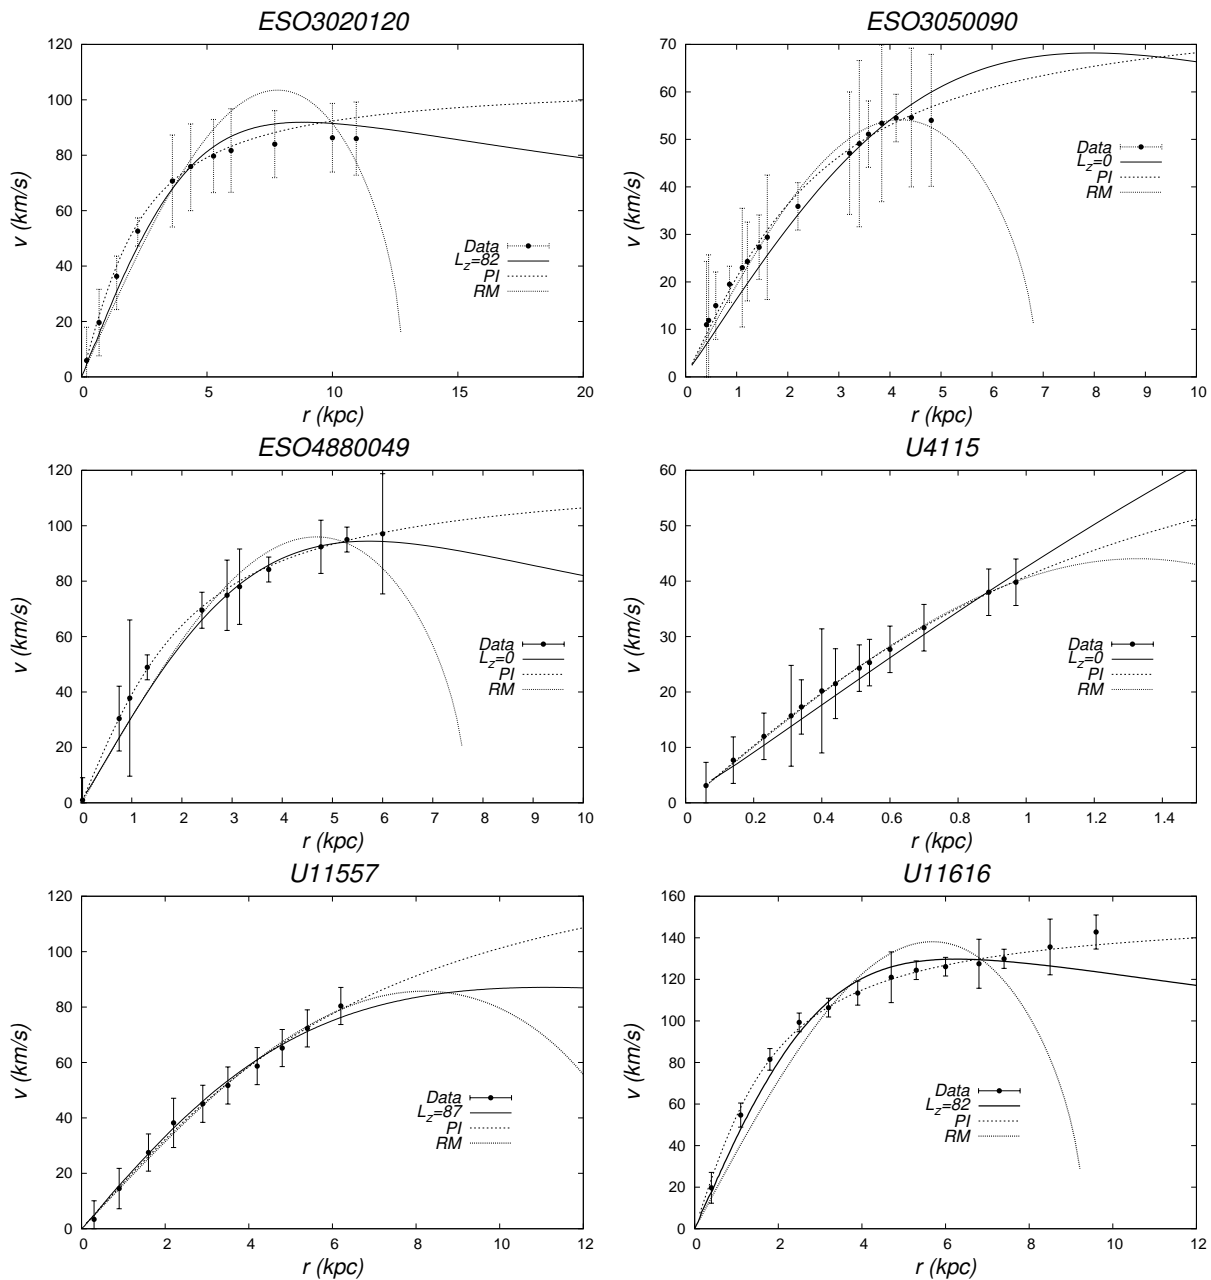 ESO3020120
120
100
80
60
40
20
0
v (km/s)
Data
L_z=82
PI
RM
0 5 10 15 20
r (kpc)
ESO3050090
70
60
50
40
30
20
10
0
v (km/s)
Data
L_z=0
PI
RM
0 1 2 3 4 5 6 7 8 9 10
r (kpc)
ESO4880049
120
100
80
60
40
20
0
v (km/s)
Data
L_z=0
PI
RM
0 1 2 3 4 5 6 7 8 9 10
r (kpc)
U4115
60
50
40
30
20
10
0
v (km/s)
Data
L_z=0
PI
RM
0.2 0.4 0.6 0.8 1 1.2 1.4
r (kpc)
U11557
120
100
80
60
40
20
0
v (km/s)
Data
L_z=87
PI
RM
0 2 4 6 8 10 12
r (kpc)
U11616
160
140
120
100
80
60
40
20
0
v (km/s)
Data
L_z=82
PI
RM
0 2 4 6 8 10 12
r (kpc)